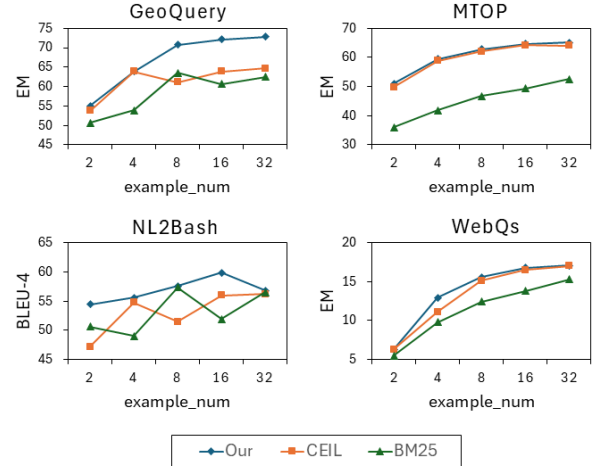 GeoQuery
75
70
65
60
55
50
45
EM
2 4 8 16 32
example_num
MTOP
70
60
50
40
30
EM
2 4 8 16 32
example_num
NL2Bash
65
60
55
50
45
BLEU-4
2 4 8 16 32
example_num
WebQs
20
15
10
5
EM
2 4 8 16 32
example_num
Our CEIL BM25